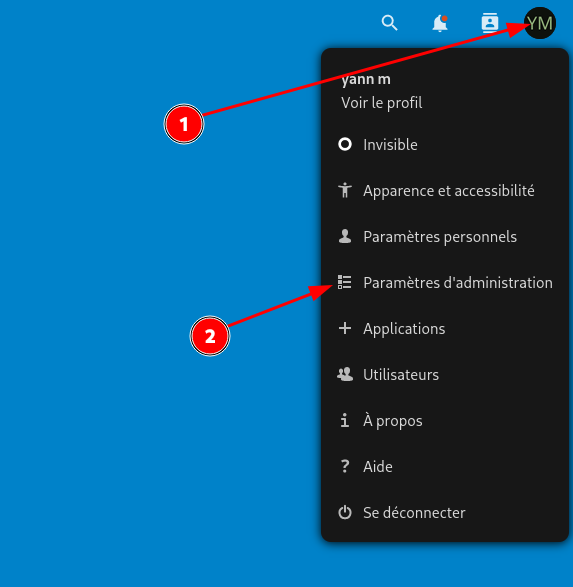 YM
1
yann m
Voir le profil
Invisible
Apparence et accessibilité
Paramètres personnels
Paramètres d'administration
2
Applications
Utilisateurs
À propos
Aide
Se déconnecter